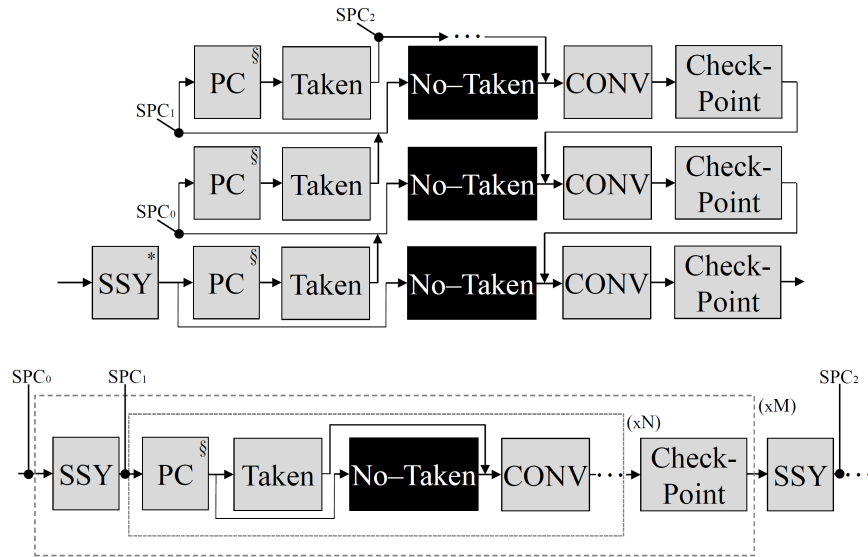 SPC₂
PC§
Taken
...
No–Taken
CONV
Check-
Point
SPC₁
PC§
Taken
No–Taken
CONV
Check-
Point
SPC₀
SSY*
PC§
Taken
No–Taken
CONV
Check-
Point
SPC₀
SPC₁
SPC₂
(xM)
(xN)
SSY
PC§
Taken
No–Taken
CONV
...
Check-
Point
SSY
...